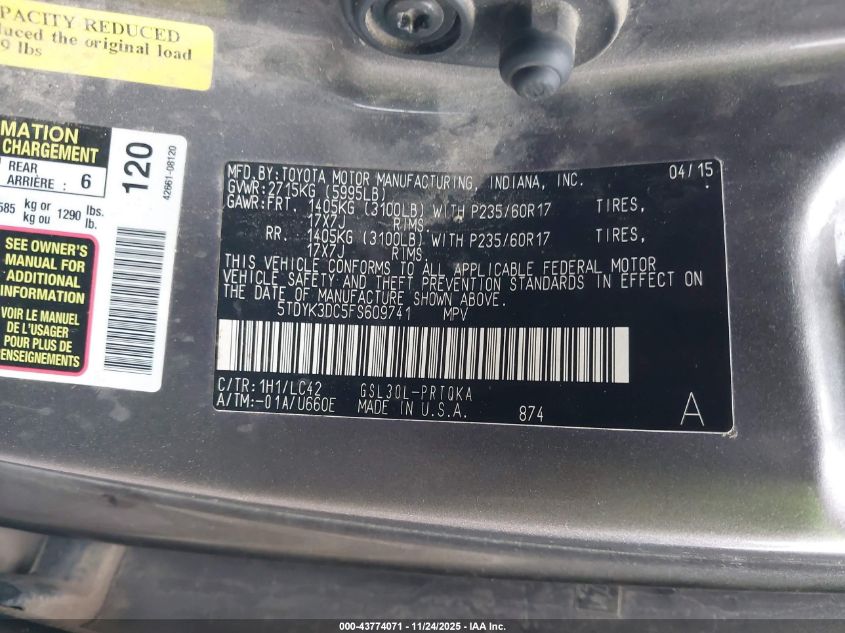 PACITY REDUCED
duced the original load
9 lbs
MATION
CHARGEMENT
REAR
ARRIÈRE : 6
585 kg or 1290 lbs.
kg ou lb.
120
42661-08120
SEE OWNER'S
MANUAL FOR
ADDITIONAL
INFORMATION
VOIR LE MANUEL
DE L'USAGER
POUR PLUS DE
RENSEIGNEMENTS
MFD.BY:TOYOTA MOTOR MANUFACTURING, INDIANA, INC. 04/15
GVWR:2715KG (5995LB)
GAWR:FRT. 1405KG (3100LB) WITH P235/60R17 TIRES,
17X7J RIMS.
RR. 1405KG (3100LB) WITH P235/60R17 TIRES,
17X7J RIMS.
THIS VEHICLE CONFORMS TO ALL APPLICABLE FEDERAL MOTOR
VEHICLE SAFETY AND THEFT PREVENTION STANDARDS IN EFFECT ON
THE DATE OF MANUFACTURE SHOWN ABOVE.
5TDYK3DC5FS609741 MPV
C/TR:1H1/LC42 GSL30L-PRTQKA
A/TM:-01A/U660E MADE IN U.S.A. 874 A
000-43774071 - 11/24/2025 - IAA Inc.